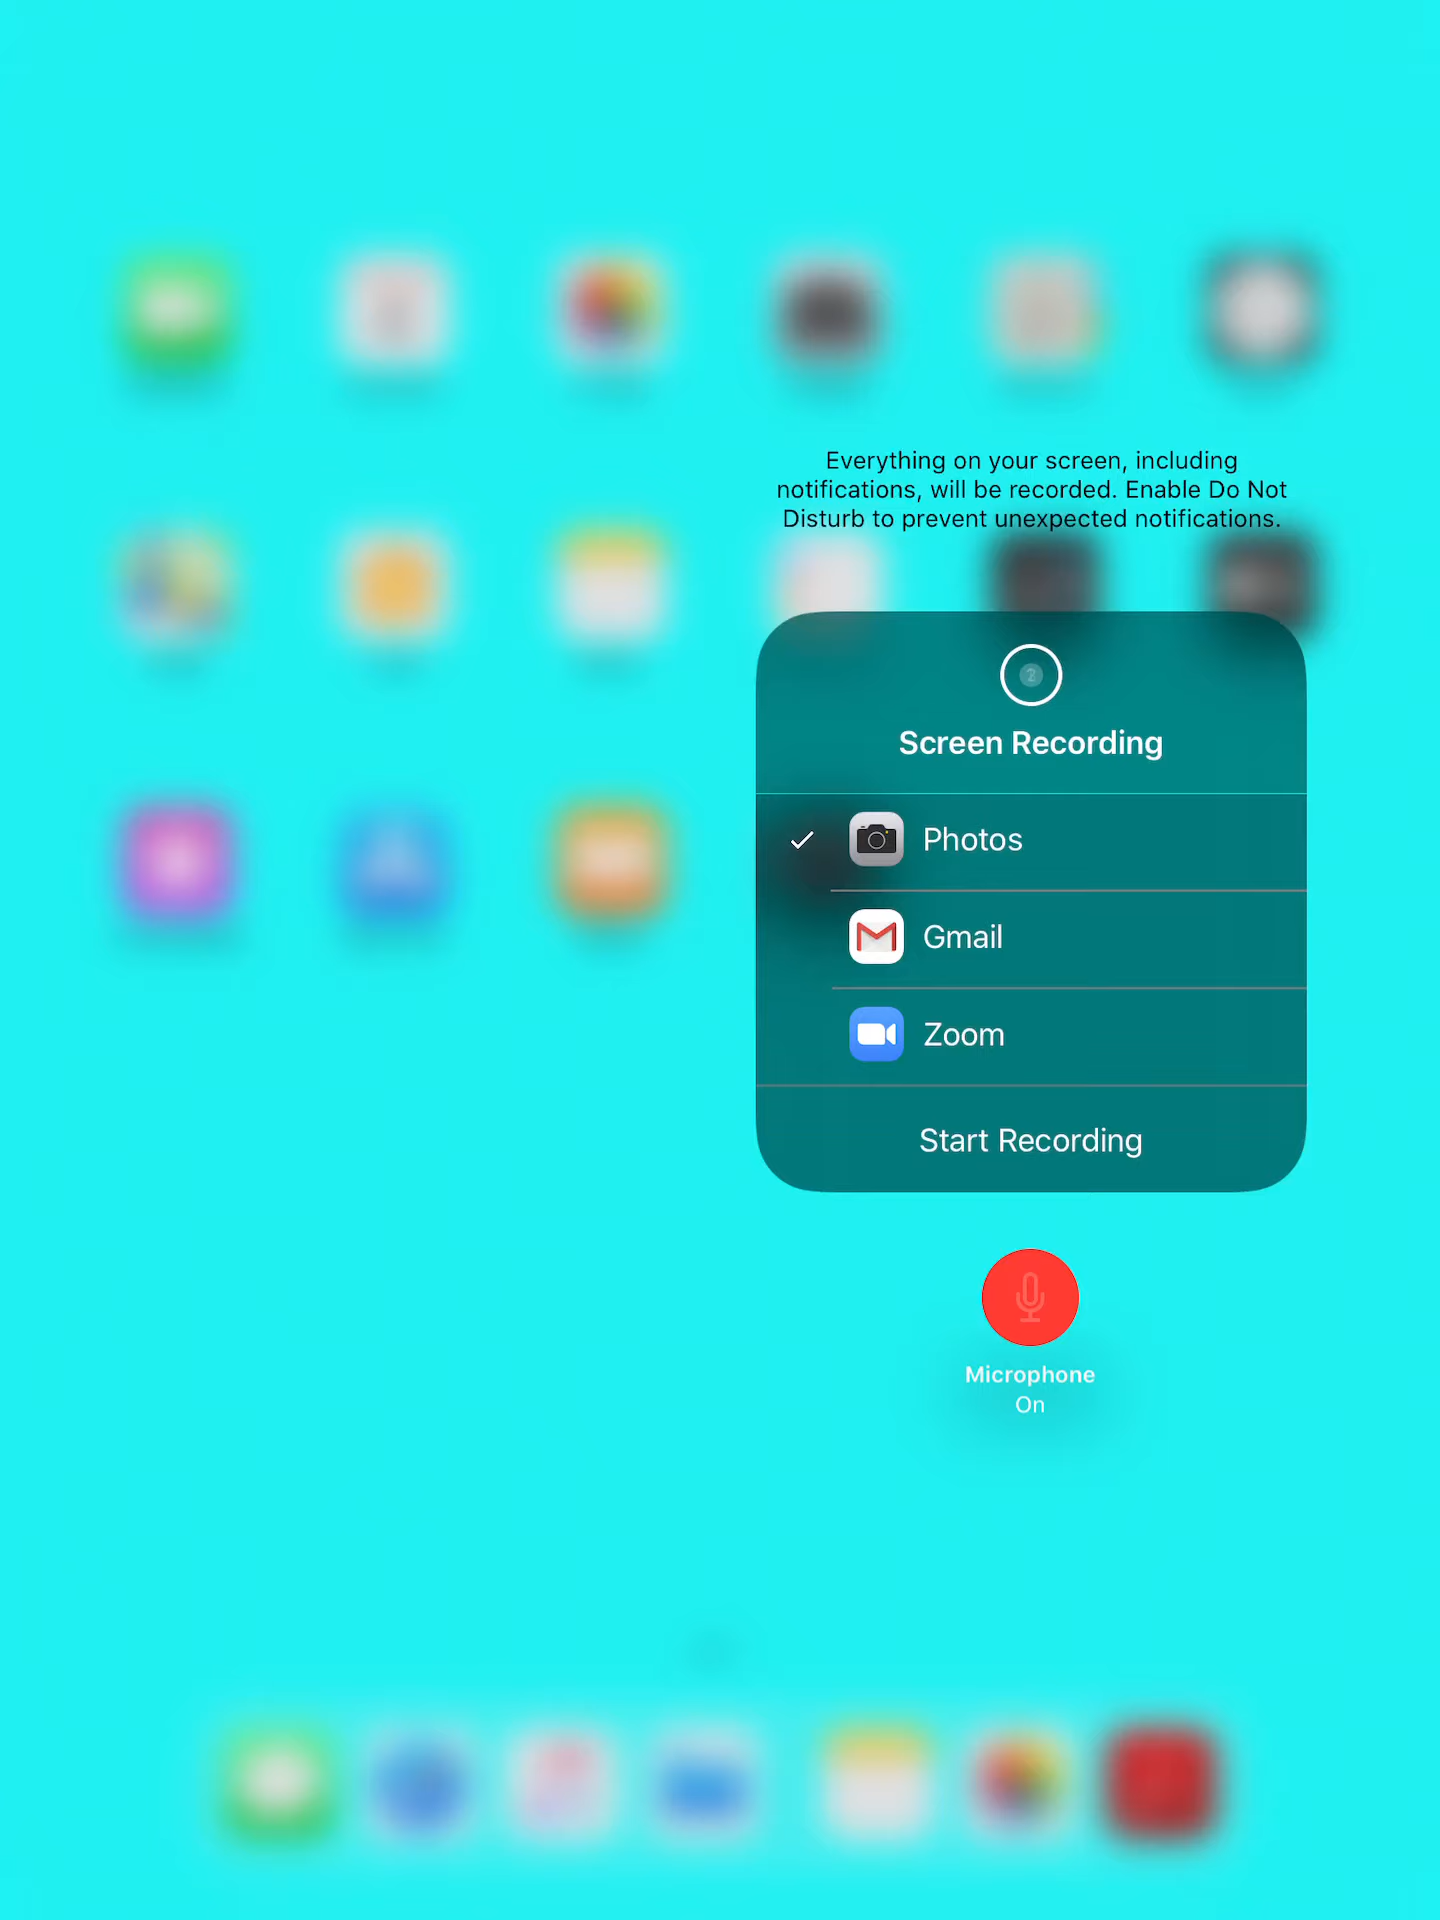 Everything on your screen, including
notifications, will be recorded. Enable Do Not
Disturb to prevent unexpected notifications.
Screen Recording
Photos
Gmail
Zoom
Start Recording
Microphone
On